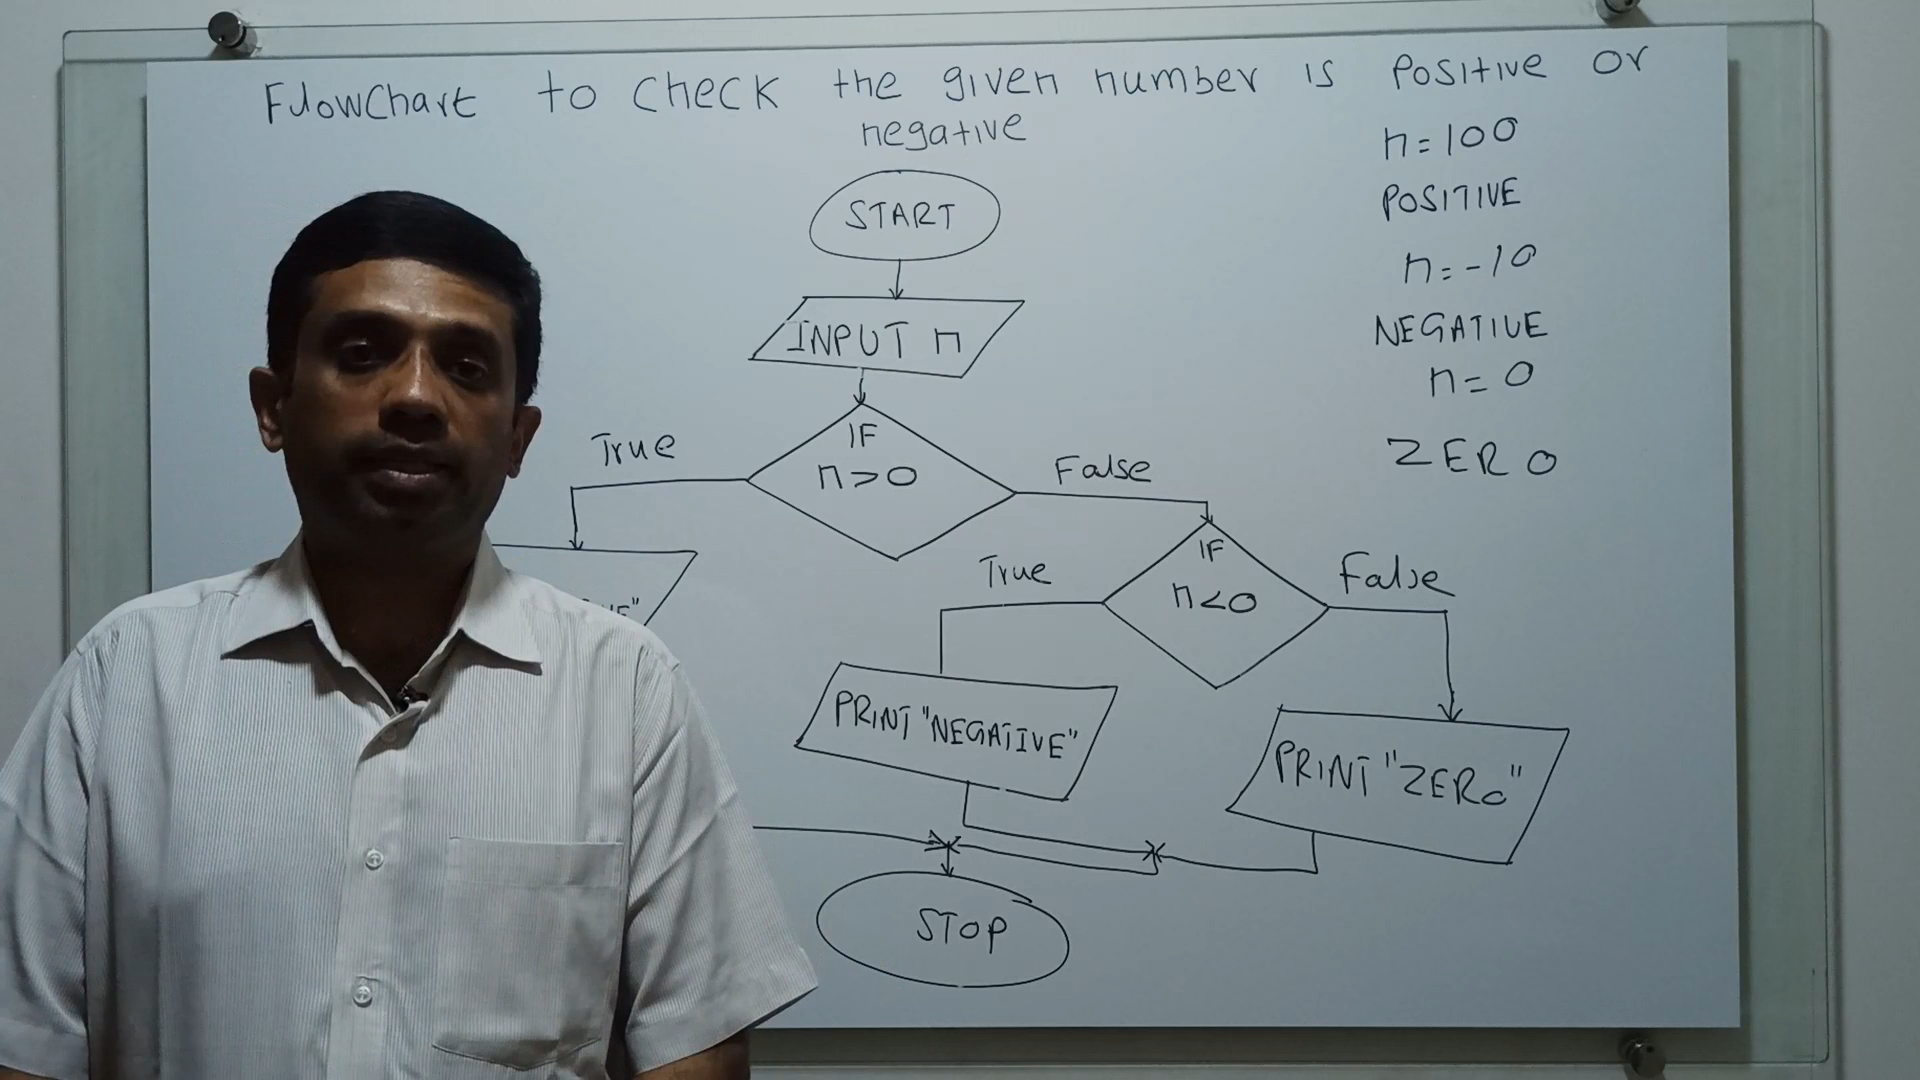 FlowChart to check the given number is Positive or
negative
n=100
POSITIVE
n=-10
NEGATIVE
n=0
ZERO
START
INPUT n
IF
n>0
True
False
IF
n<0
True
False
PRINT "NEGATIVE"
PRINT "ZERO"
STOP